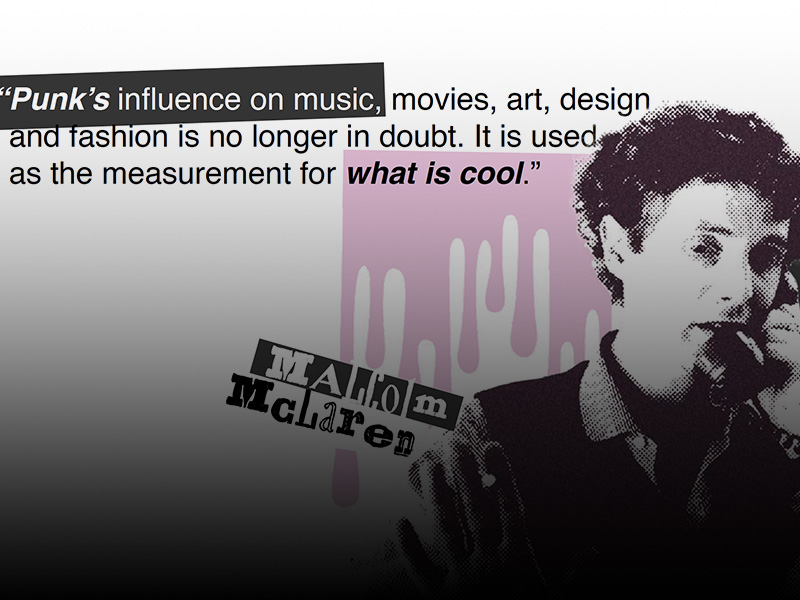 “Punk’s influence on music, movies, art, design
and fashion is no longer in doubt. It is used
as the measurement for what is cool.”
MALCOM
McLaren